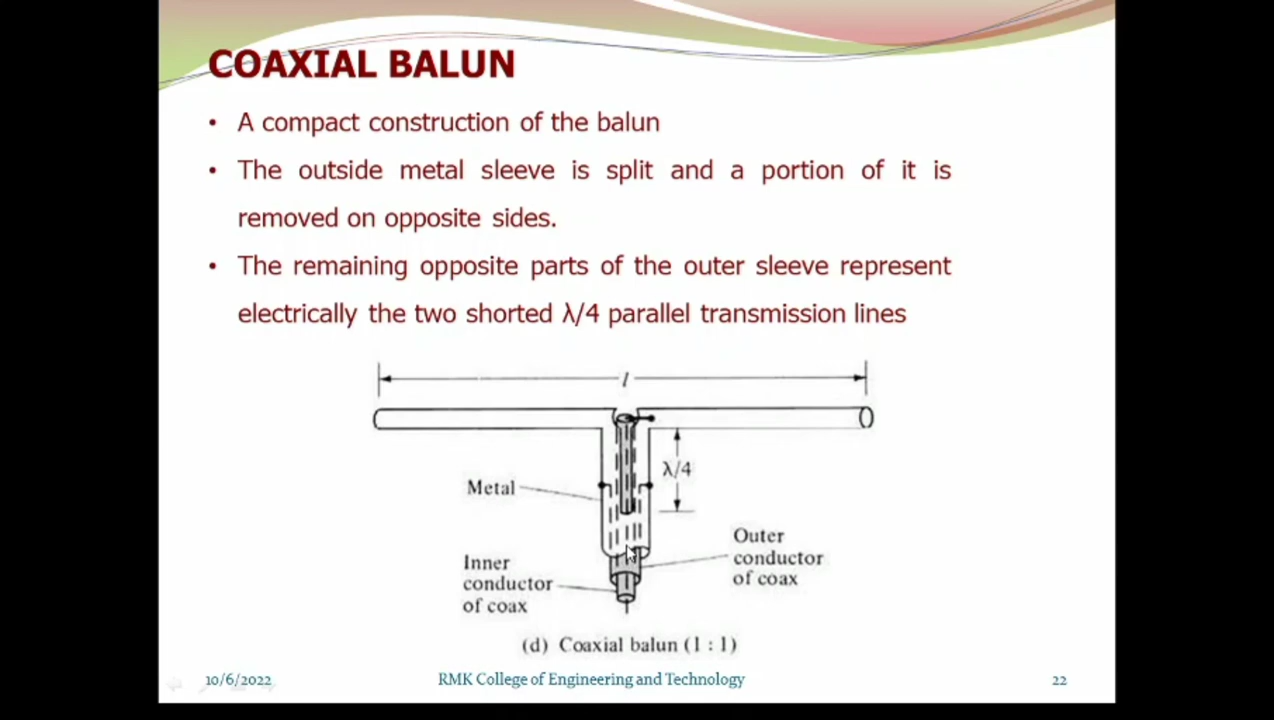 COAXIAL BALUN
• A compact construction of the balun
• The outside metal sleeve is split and a portion of it is
removed on opposite sides.
• The remaining opposite parts of the outer sleeve represent
electrically the two shorted λ/4 parallel transmission lines
l
λ/4
Metal
Outer
conductor
of coax
Inner
conductor
of coax
(d) Coaxial balun (1 : 1)
10/6/2022
RMK College of Engineering and Technology
22